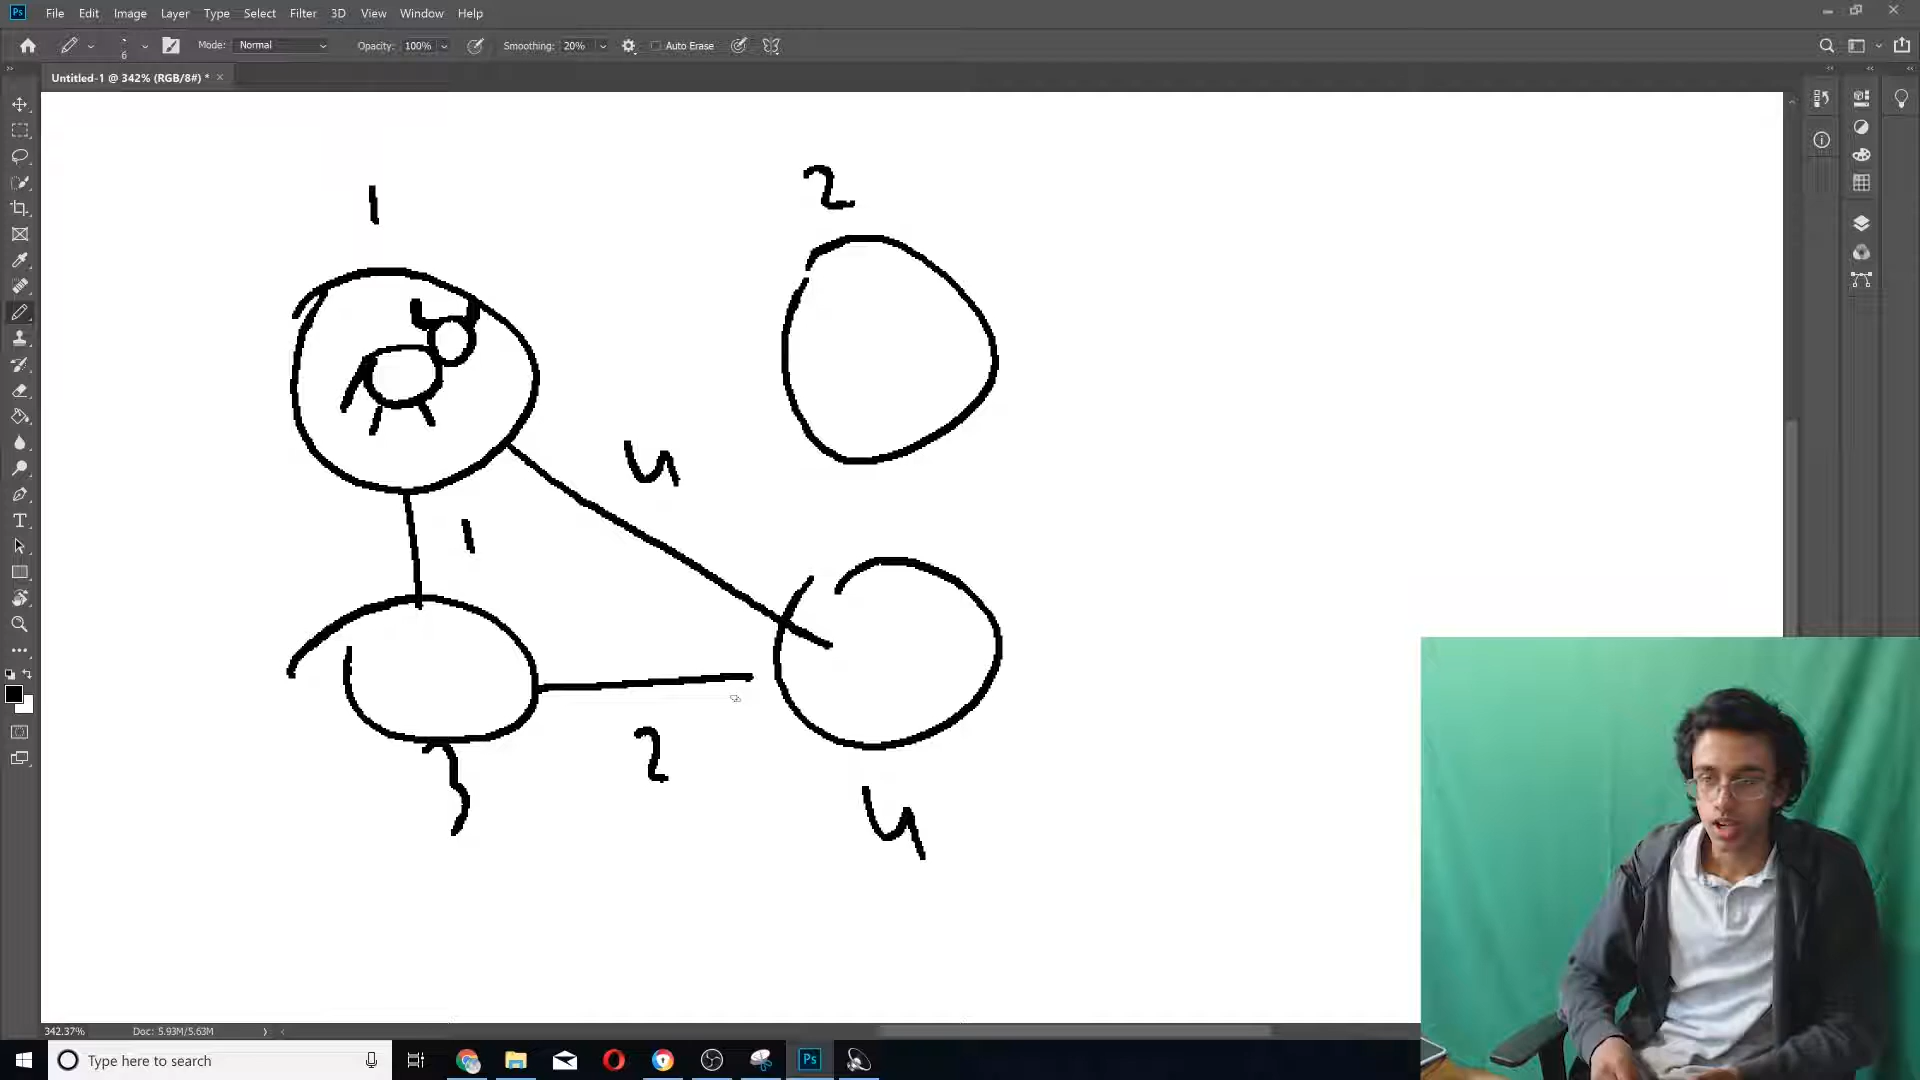 File Edit Image Layer Type Select Filter 3D View Window Help
6 Mode: Normal Opacity: 100% Smoothing: 20% Auto Erase
Untitled-1 @ 342% (RGB/8#) *
1
2
4
1
2
3
4
342.37% Doc: 5.93M/5.63M
Type here to search
Ps